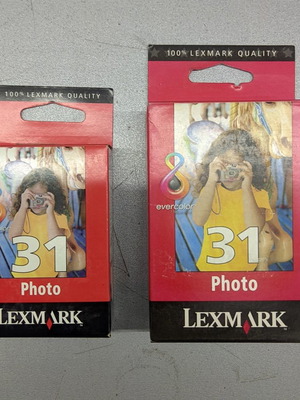 100% LEXMARK QUALITY
31
Photo
LEXMARK
100% LEXMARK QUALITY
8
evercolor
31
Photo
LEXMARK